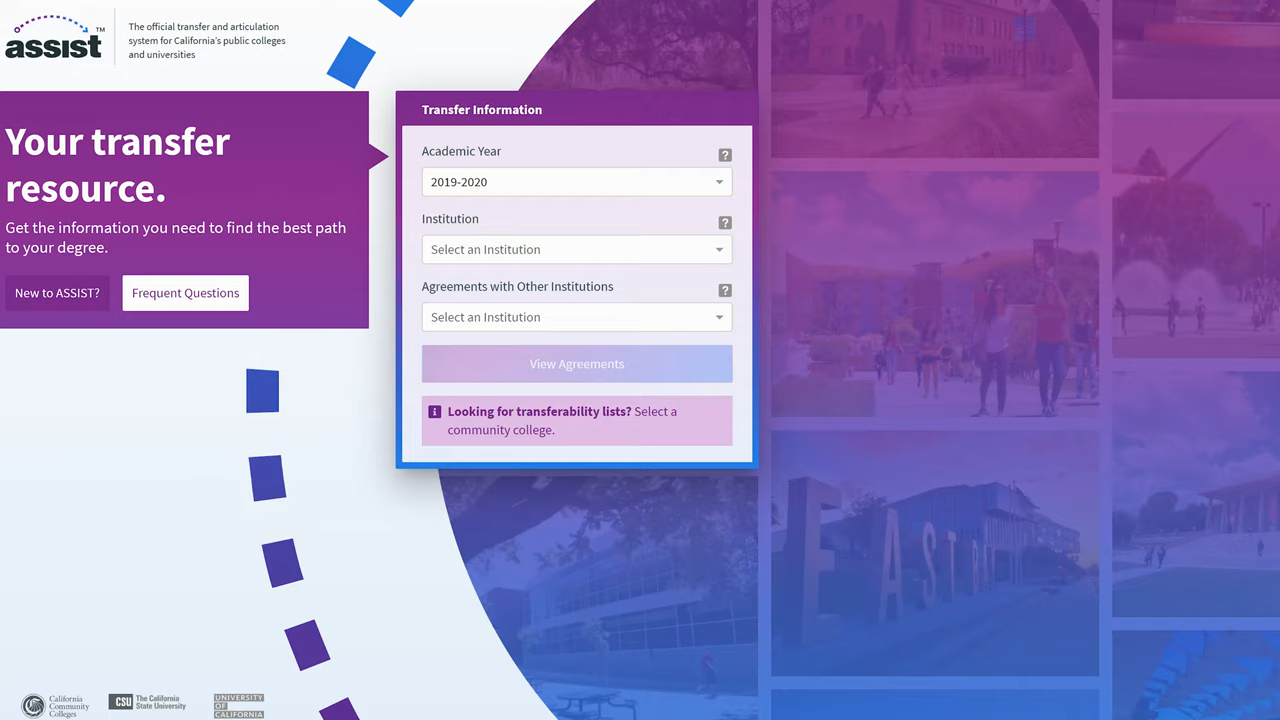 assist™
The official transfer and articulation
system for California's public colleges
and universities
Your transfer
resource.
Get the information you need to find the best path
to your degree.
New to ASSIST?
Frequent Questions
Transfer Information
Academic Year
?
2019-2020
Institution
?
Select an Institution
Agreements with Other Institutions
?
Select an Institution
View Agreements
Looking for transferability lists? Select a
community college.
EAST
California
Community
Colleges
CSU
The California
State University
UNIVERSITY
OF
CALIFORNIA